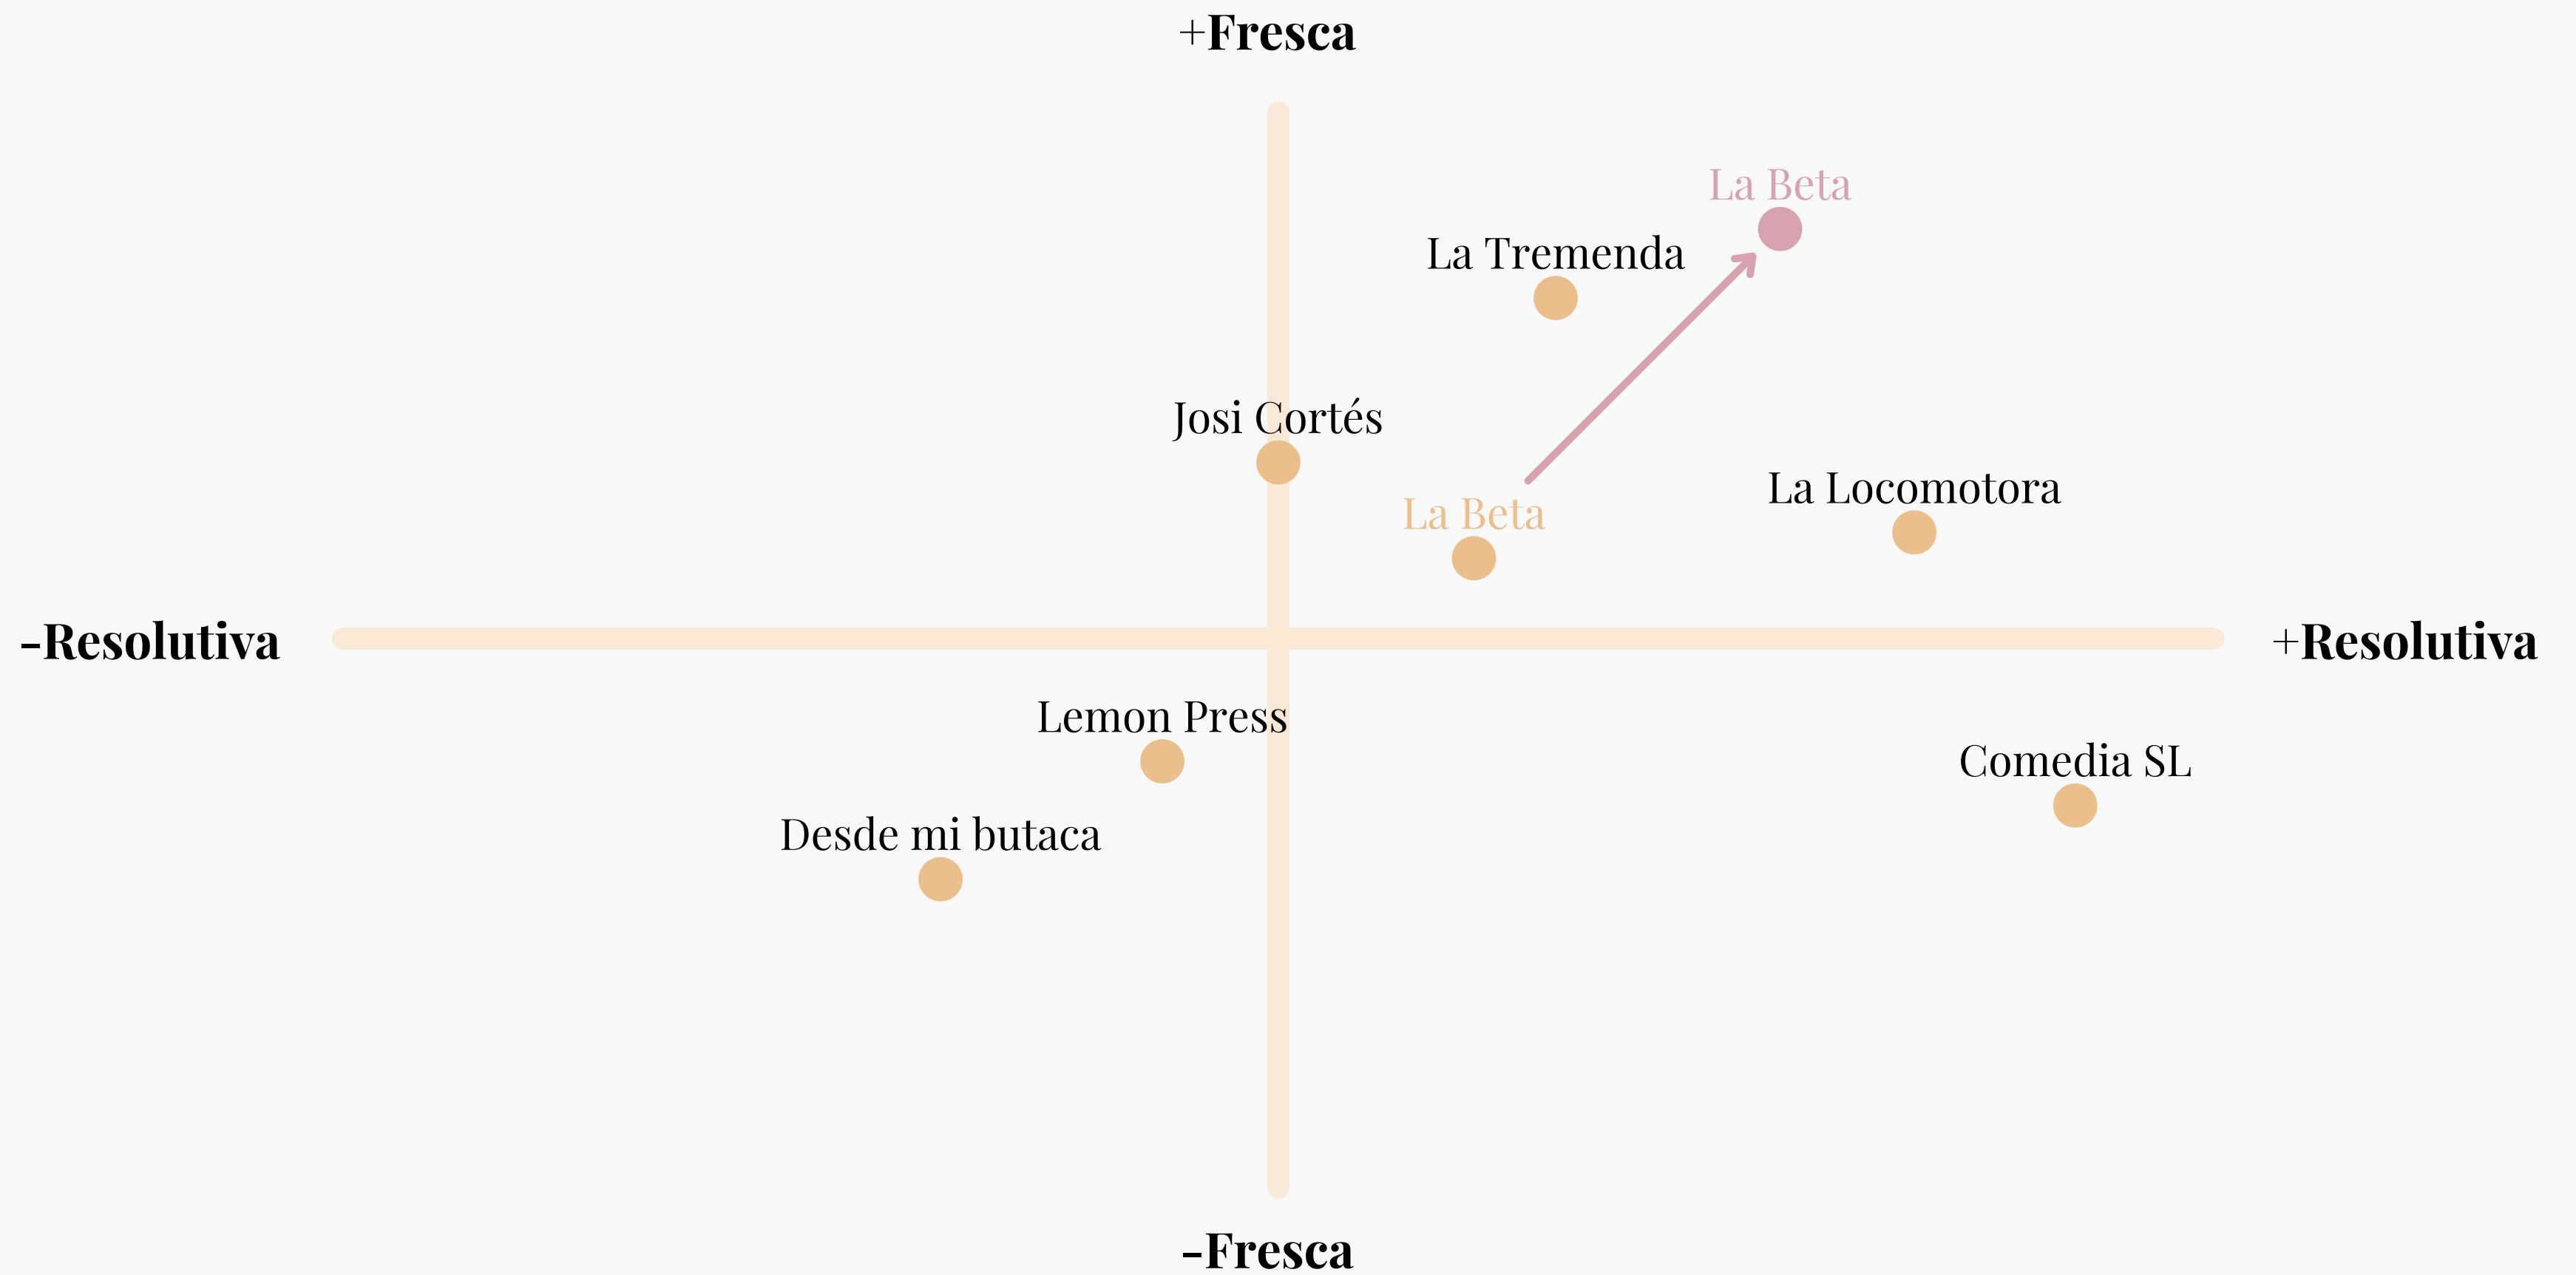 +Fresca
La Beta
La Tremenda
Josi Cortés
La Locomotora
La Beta
-Resolutiva
+Resolutiva
Lemon Press
Comedia SL
Desde mi butaca
-Fresca